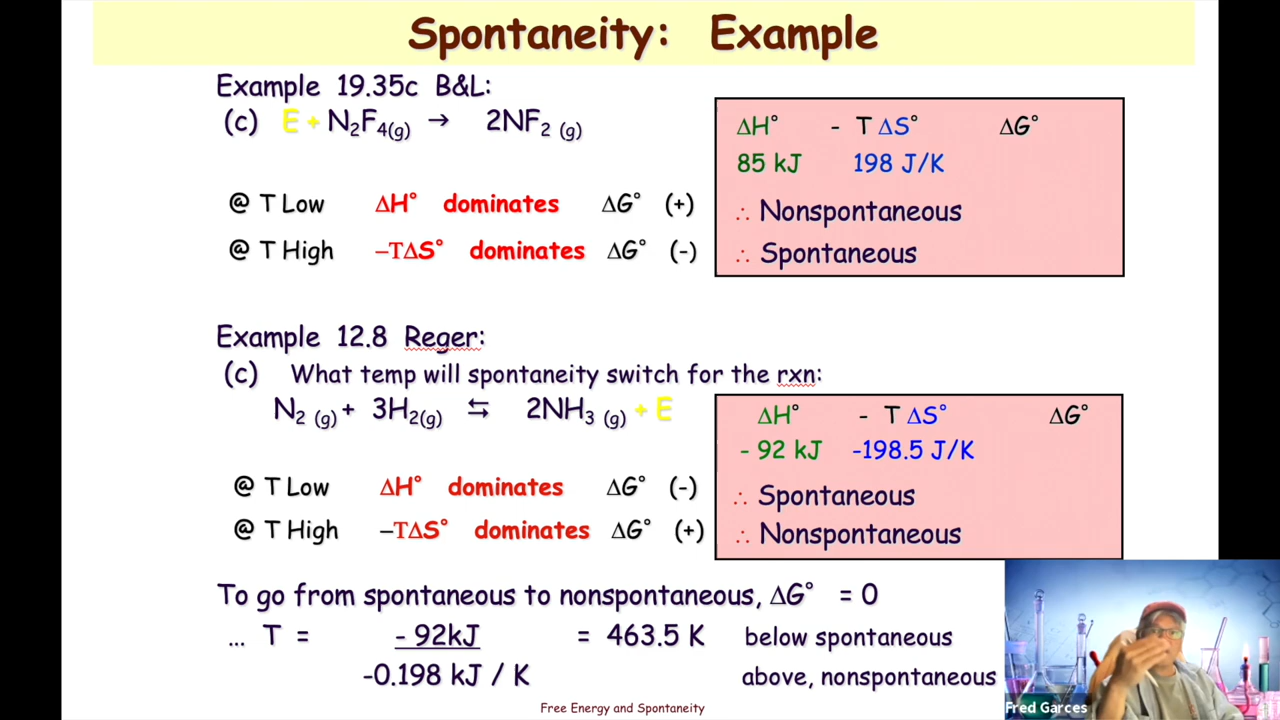 Spontaneity: Example
Example 19.35c B&L:
(c) E + N₂F₄(g) → 2NF₂ (g)
ΔH° - T ΔS° ΔG°
85 kJ 198 J/K
@ T Low ΔH° dominates ΔG° (+) ∴ Nonspontaneous
@ T High –TΔS° dominates ΔG° (-) ∴ Spontaneous
Example 12.8 Reger:
(c) What temp will spontaneity switch for the rxn:
N₂ (g) + 3H₂(g) ⇆ 2NH₃ (g) + E
ΔH° - T ΔS° ΔG°
- 92 kJ -198.5 J/K
@ T Low ΔH° dominates ΔG° (-) ∴ Spontaneous
@ T High –TΔS° dominates ΔG° (+) ∴ Nonspontaneous
To go from spontaneous to nonspontaneous, ΔG° = 0
… T = - 92kJ = 463.5 K below spontaneous
-0.198 kJ / K above, nonspontaneous
Free Energy and Spontaneity
Fred Garces